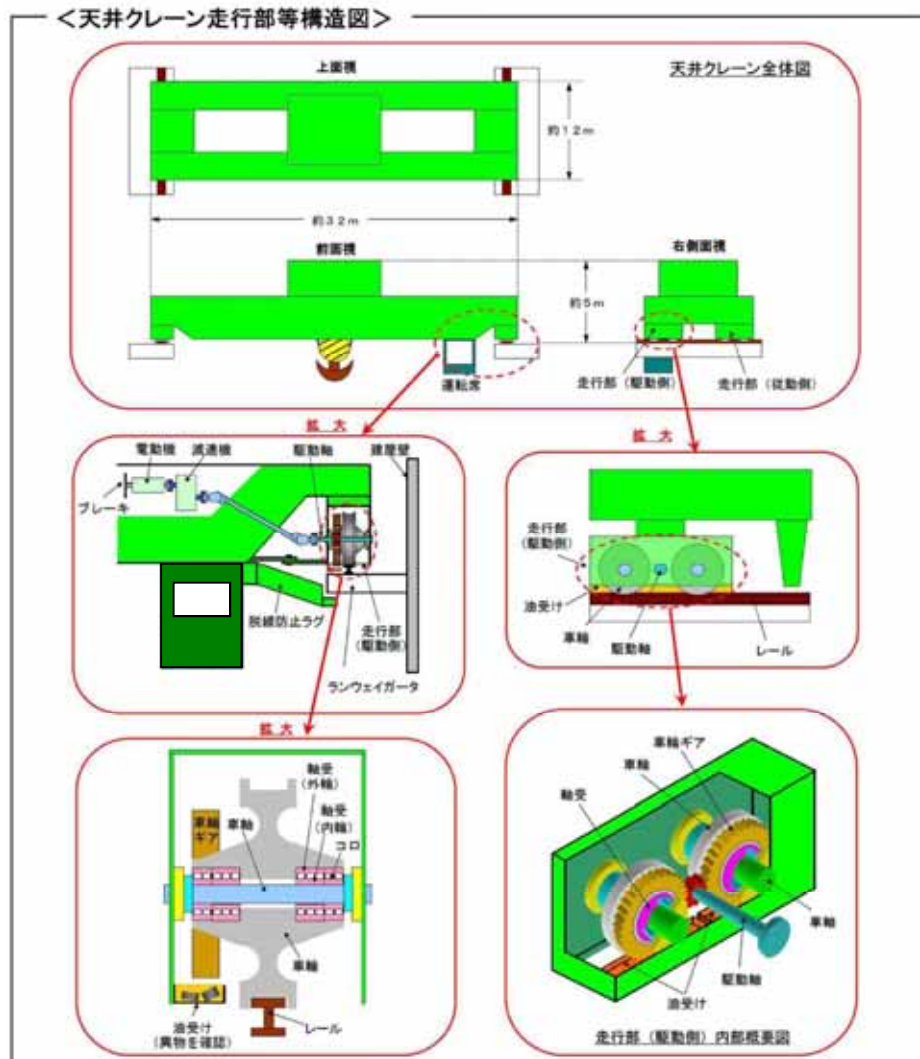 ＜天井クレーン走行部等構造図＞
上面視
天井クレーン全体図
約12m
約32m
前面視
右側面視
約5m
運転席
走行部（駆動側）
走行部（従動側）
拡大
拡大
電動機
減速機
駆動軸
建屋壁
ブレーキ
脱線防止ラグ
走行部
（駆動側）
ランウェイガータ
走行部
（駆動側）
油受け
車輪
駆動軸
レール
拡大
軸受
（外輪）
軸受
（内輪）
コロ
車輪
ギア
車軸
車輪
油受け
（異物を確認）
レール
車輪ギア
車輪
軸受
車軸
駆動軸
油受け
走行部（駆動側）内部概要図